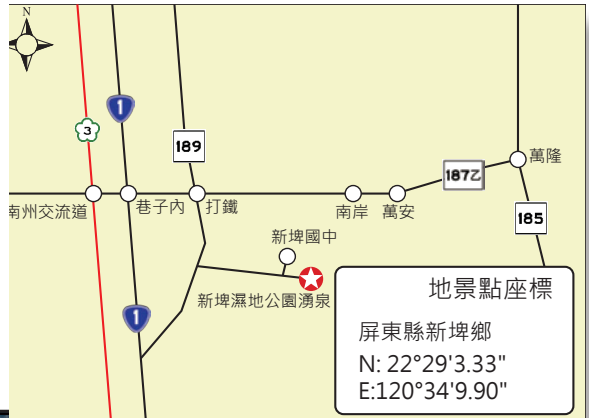 N
1
3
189
187乙
萬隆
南州交流道
巷子內
打鐵
南岸
萬安
185
新埤國中
新埤濕地公園湧泉
1
地景點座標
屏東縣新埤鄉
N: 22°29'3.33"
E:120°34'9.90"